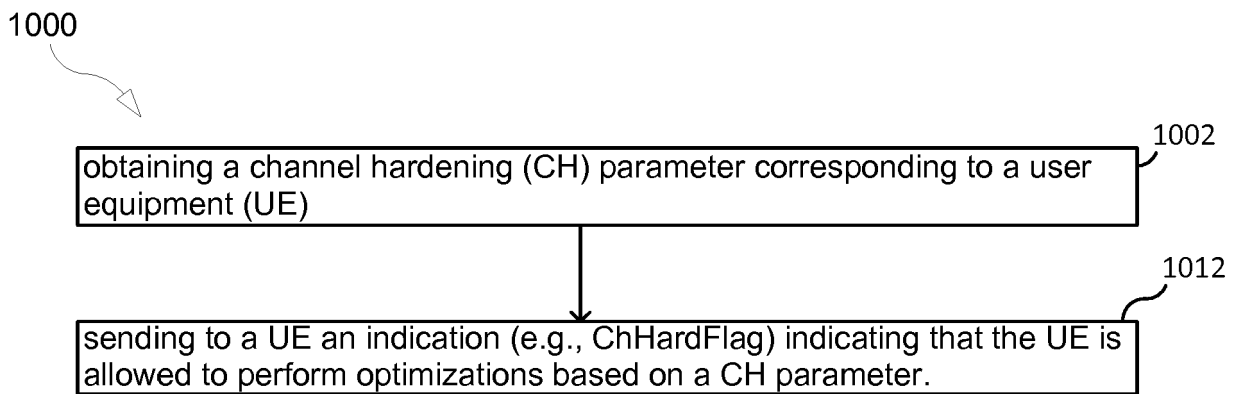 1000
1002
obtaining a channel hardening (CH) parameter corresponding to a user
equipment (UE)
1012
sending to a UE an indication (e.g., ChHardFlag) indicating that the UE is
allowed to perform optimizations based on a CH parameter.